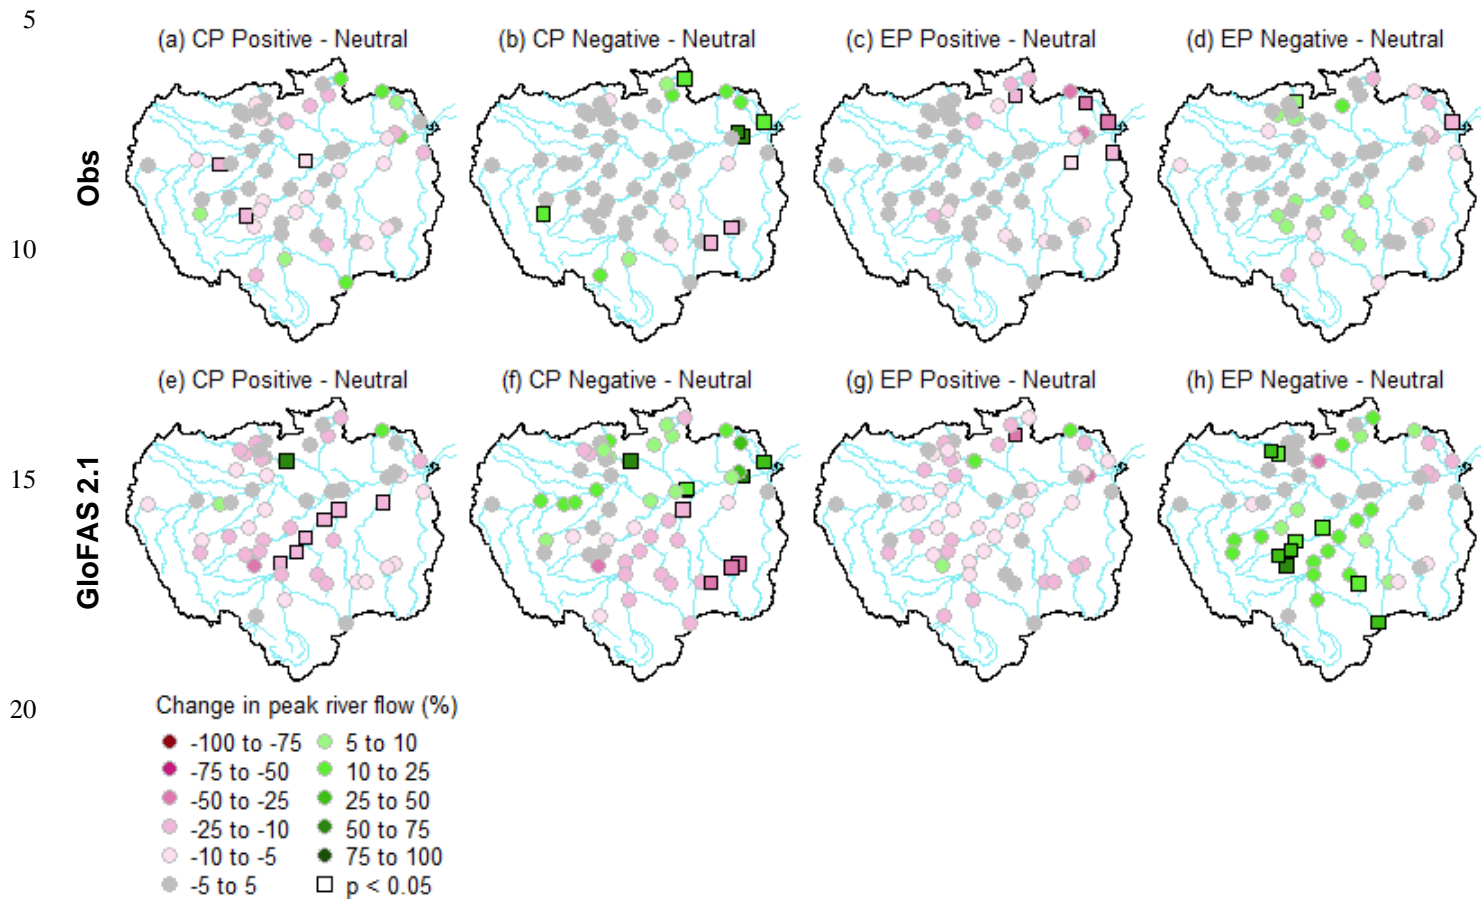 5
(a) CP Positive - Neutral
(b) CP Negative - Neutral
(c) EP Positive - Neutral
(d) EP Negative - Neutral
Obs
10
(e) CP Positive - Neutral
(f) CP Negative - Neutral
(g) EP Positive - Neutral
(h) EP Negative - Neutral
GloFAS 2.1
15
20
Change in peak river flow (%)
-100 to -75
5 to 10
-75 to -50
10 to 25
-50 to -25
25 to 50
-25 to -10
50 to 75
-10 to -5
75 to 100
-5 to 5
p < 0.05